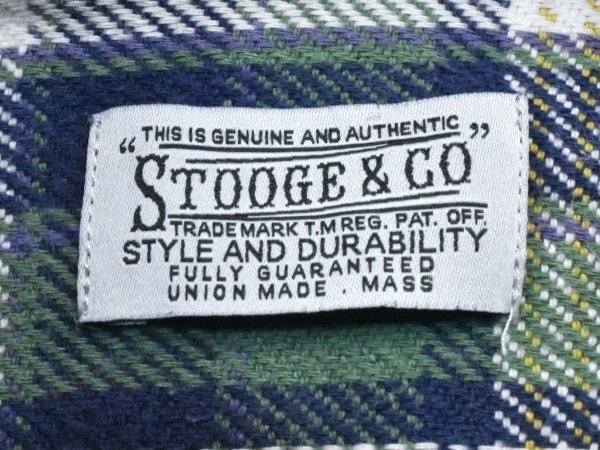 "THIS IS GENUINE AND AUTHENTIC"
STOOGE & CO
TRADE MARK T.M REG. PAT. OFF.
STYLE AND DURABILITY
FULLY GUARANTEED
UNION MADE . MASS